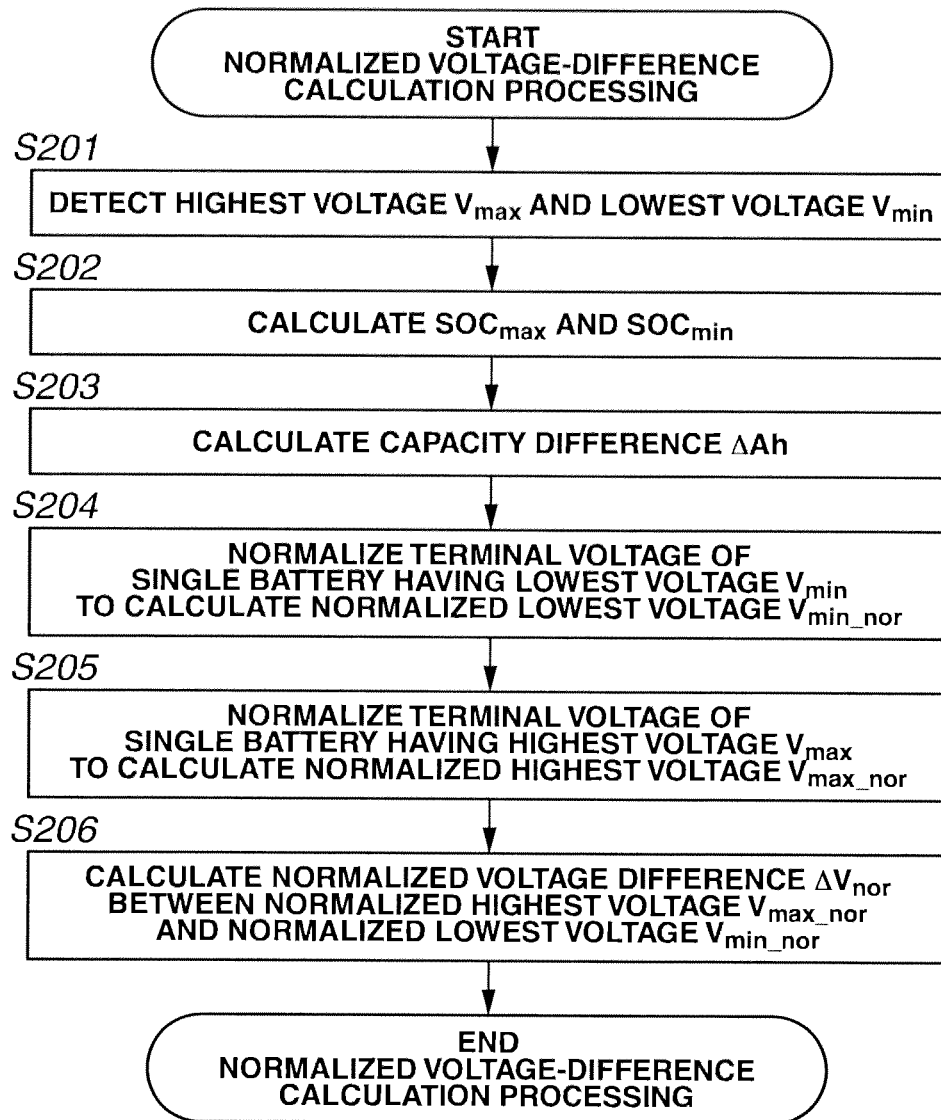 START
NORMALIZED VOLTAGE-DIFFERENCE
CALCULATION PROCESSING
S201
DETECT HIGHEST VOLTAGE Vmax AND LOWEST VOLTAGE Vmin
S202
CALCULATE SOCmax AND SOCmin
S203
CALCULATE CAPACITY DIFFERENCE ΔAh
S204
NORMALIZE TERMINAL VOLTAGE OF
SINGLE BATTERY HAVING LOWEST VOLTAGE Vmin
TO CALCULATE NORMALIZED LOWEST VOLTAGE Vmin_nor
S205
NORMALIZE TERMINAL VOLTAGE OF
SINGLE BATTERY HAVING HIGHEST VOLTAGE Vmax
TO CALCULATE NORMALIZED HIGHEST VOLTAGE Vmax_nor
S206
CALCULATE NORMALIZED VOLTAGE DIFFERENCE ΔVnor
BETWEEN NORMALIZED HIGHEST VOLTAGE Vmax_nor
AND NORMALIZED LOWEST VOLTAGE Vmin_nor
END
NORMALIZED VOLTAGE-DIFFERENCE
CALCULATION PROCESSING